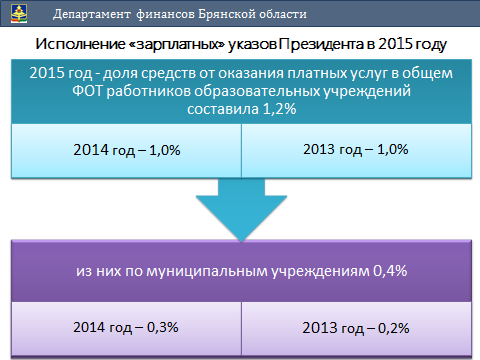 Департамент финансов Брянской области
Исполнение «зарплатных» указов Президента в 2015 году
2015 год - доля средств от оказания платных услуг в общем
ФОТ работников образовательных учреждений
составила 1,2%
2014 год – 1,0%
2013 год – 1,0%
из них по муниципальным учреждениям 0,4%
2014 год – 0,3%
2013 год – 0,2%